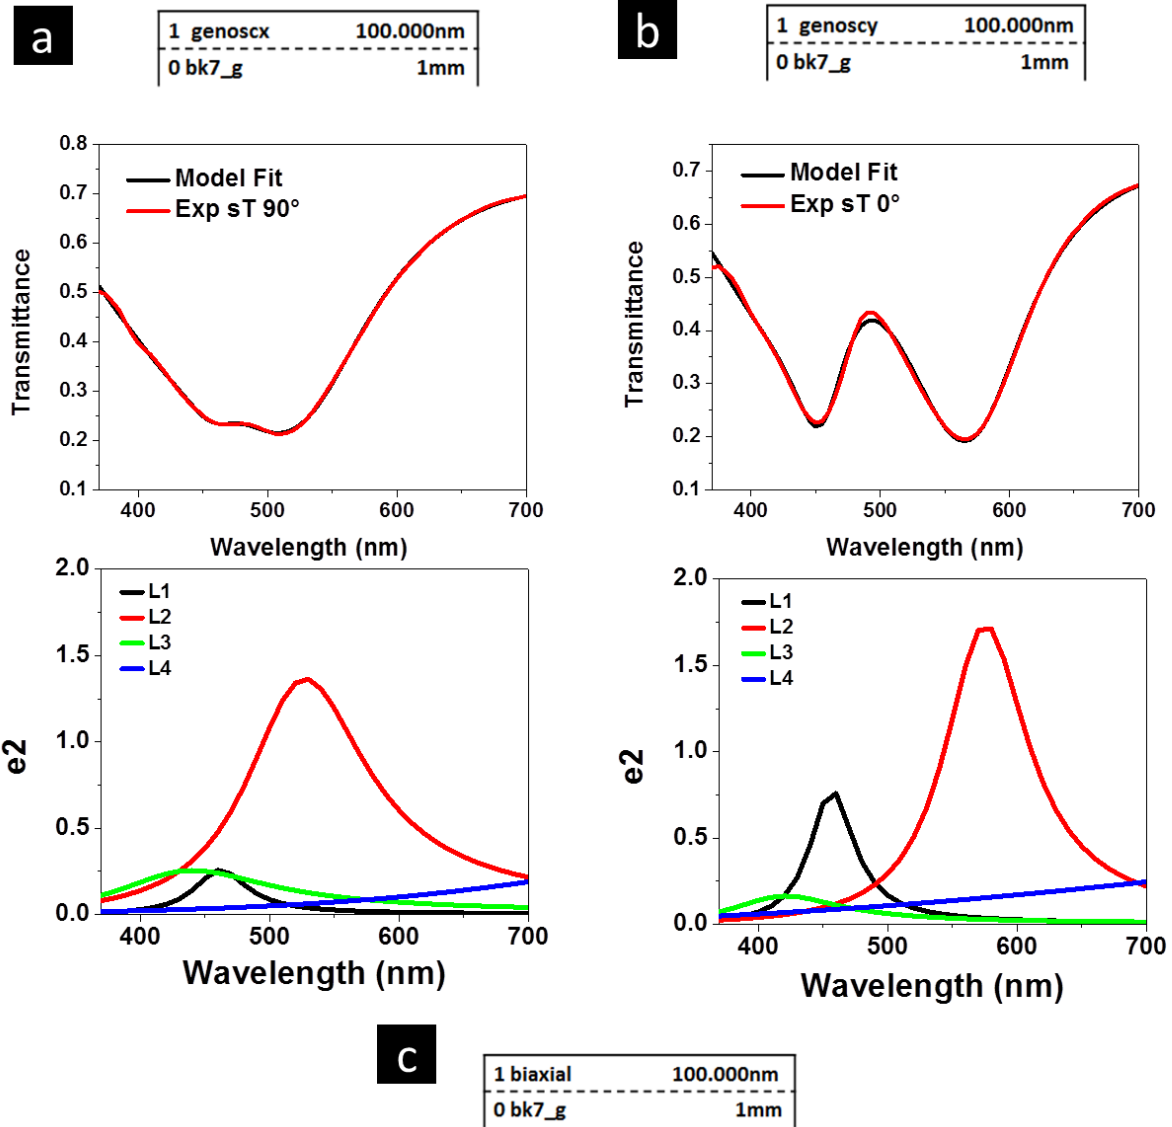 a
1 genoscx 100.000nm
0 bk7_g 1mm
b
1 genoscy 100.000nm
0 bk7_g 1mm
0.8
0.7
0.6
0.5
0.4
0.3
0.2
0.1
Transmittance
Model Fit
Exp sT 90°
400 500 600 700
Wavelength (nm)
0.7
0.6
0.5
0.4
0.3
0.2
0.1
Transmittance
Model Fit
Exp sT 0°
400 500 600 700
Wavelength (nm)
2.0
1.5
1.0
0.5
0.0
e2
L1
L2
L3
L4
400 500 600 700
Wavelength (nm)
2.0
1.5
1.0
0.5
0.0
e2
L1
L2
L3
L4
400 500 600 700
Wavelength (nm)
c
1 biaxial 100.000nm
0 bk7_g 1mm